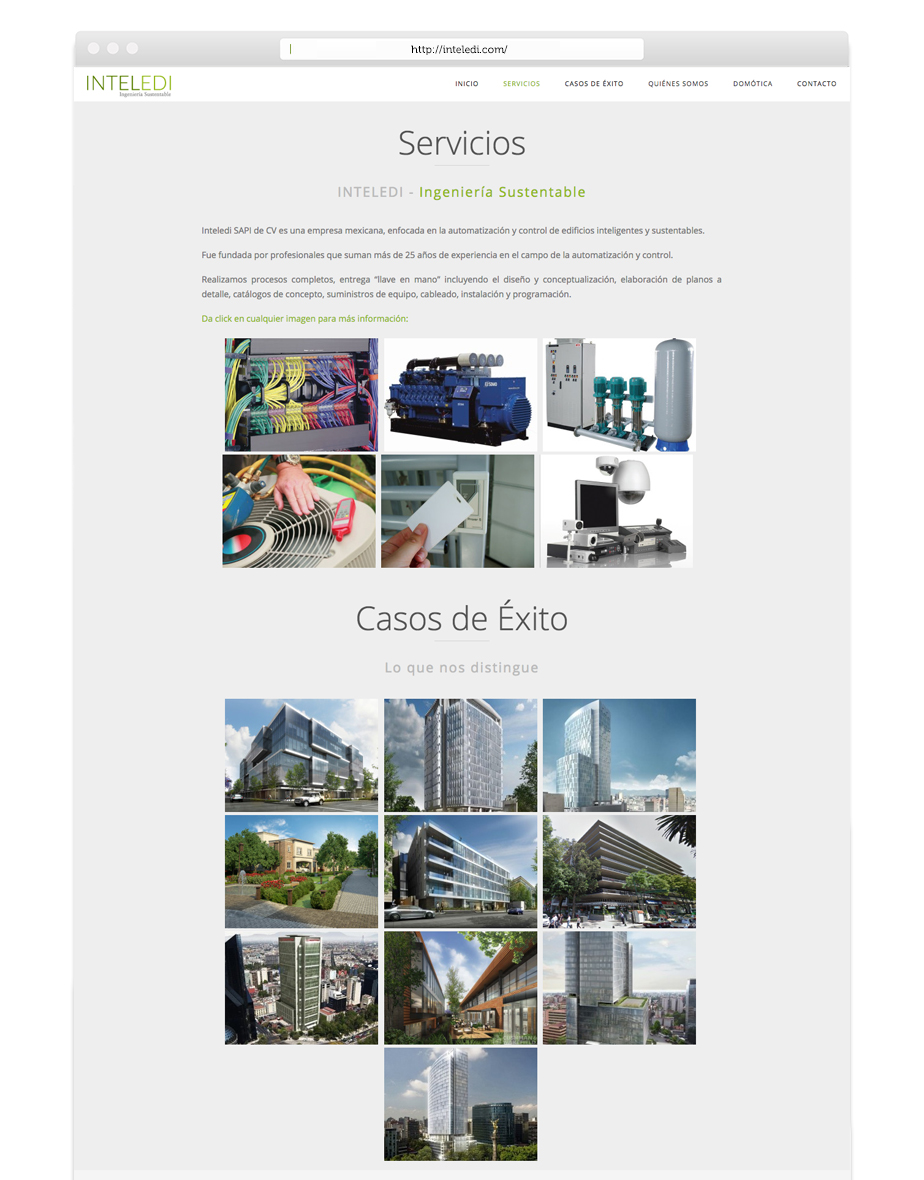 http://inteledi.com/
INTELEDI
Ingeniería Sustentable
INICIO SERVICIOS CASOS DE ÉXITO QUIÉNES SOMOS DOMÓTICA CONTACTO
Servicios
INTELEDI - Ingeniería Sustentable
Inteledi SAPI de CV es una empresa mexicana, enfocada en la automatización y control de edificios inteligentes y sustentables.
Fue fundada por profesionales que suman más de 25 años de experiencia en el campo de la automatización y control.
Realizamos procesos completos, entrega “llave en mano” incluyendo el diseño y conceptualización, elaboración de planos a
detalle, catálogos de concepto, suministros de equipo, cableado, instalación y programación.
Da click en cualquier imagen para más información:
Casos de Éxito
Lo que nos distingue